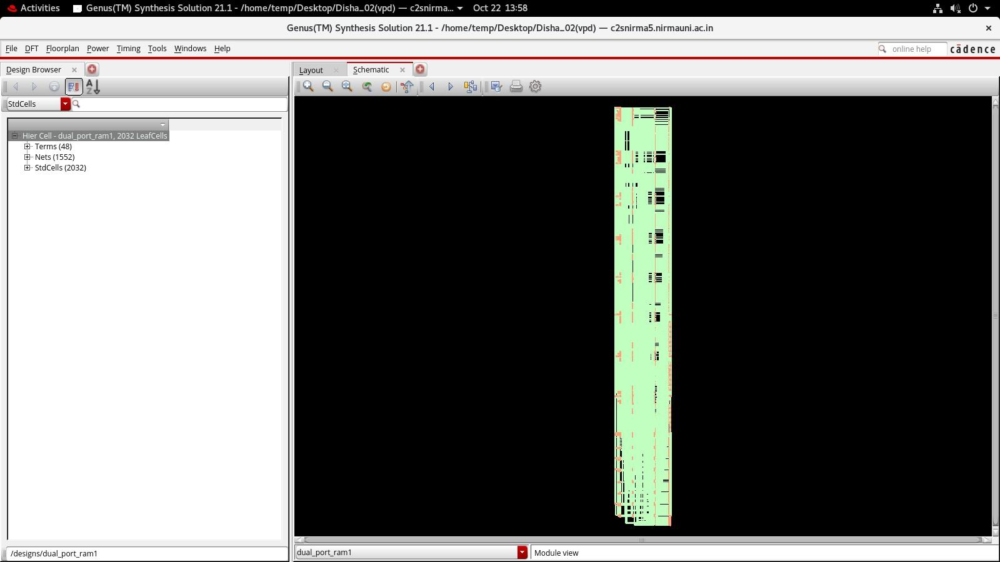 Activities
Genus(TM) Synthesis Solution 21.1 - /home/temp/Desktop/Disha_02(vpd) — c2snirma...
Oct 22 13:58
Genus(TM) Synthesis Solution 21.1 - /home/temp/Desktop/Disha_02(vpd) — c2snirma5.nirmauni.ac.in
File DFT Floorplan Power Timing Tools Windows Help
online help
cādence
Design Browser
Layout
Schematic
A
Z
StdCells
Hier Cell - dual_port_ram1, 2032 LeafCells
Terms (48)
Nets (1552)
StdCells (2032)
/designs/dual_port_ram1
dual_port_ram1
Module view